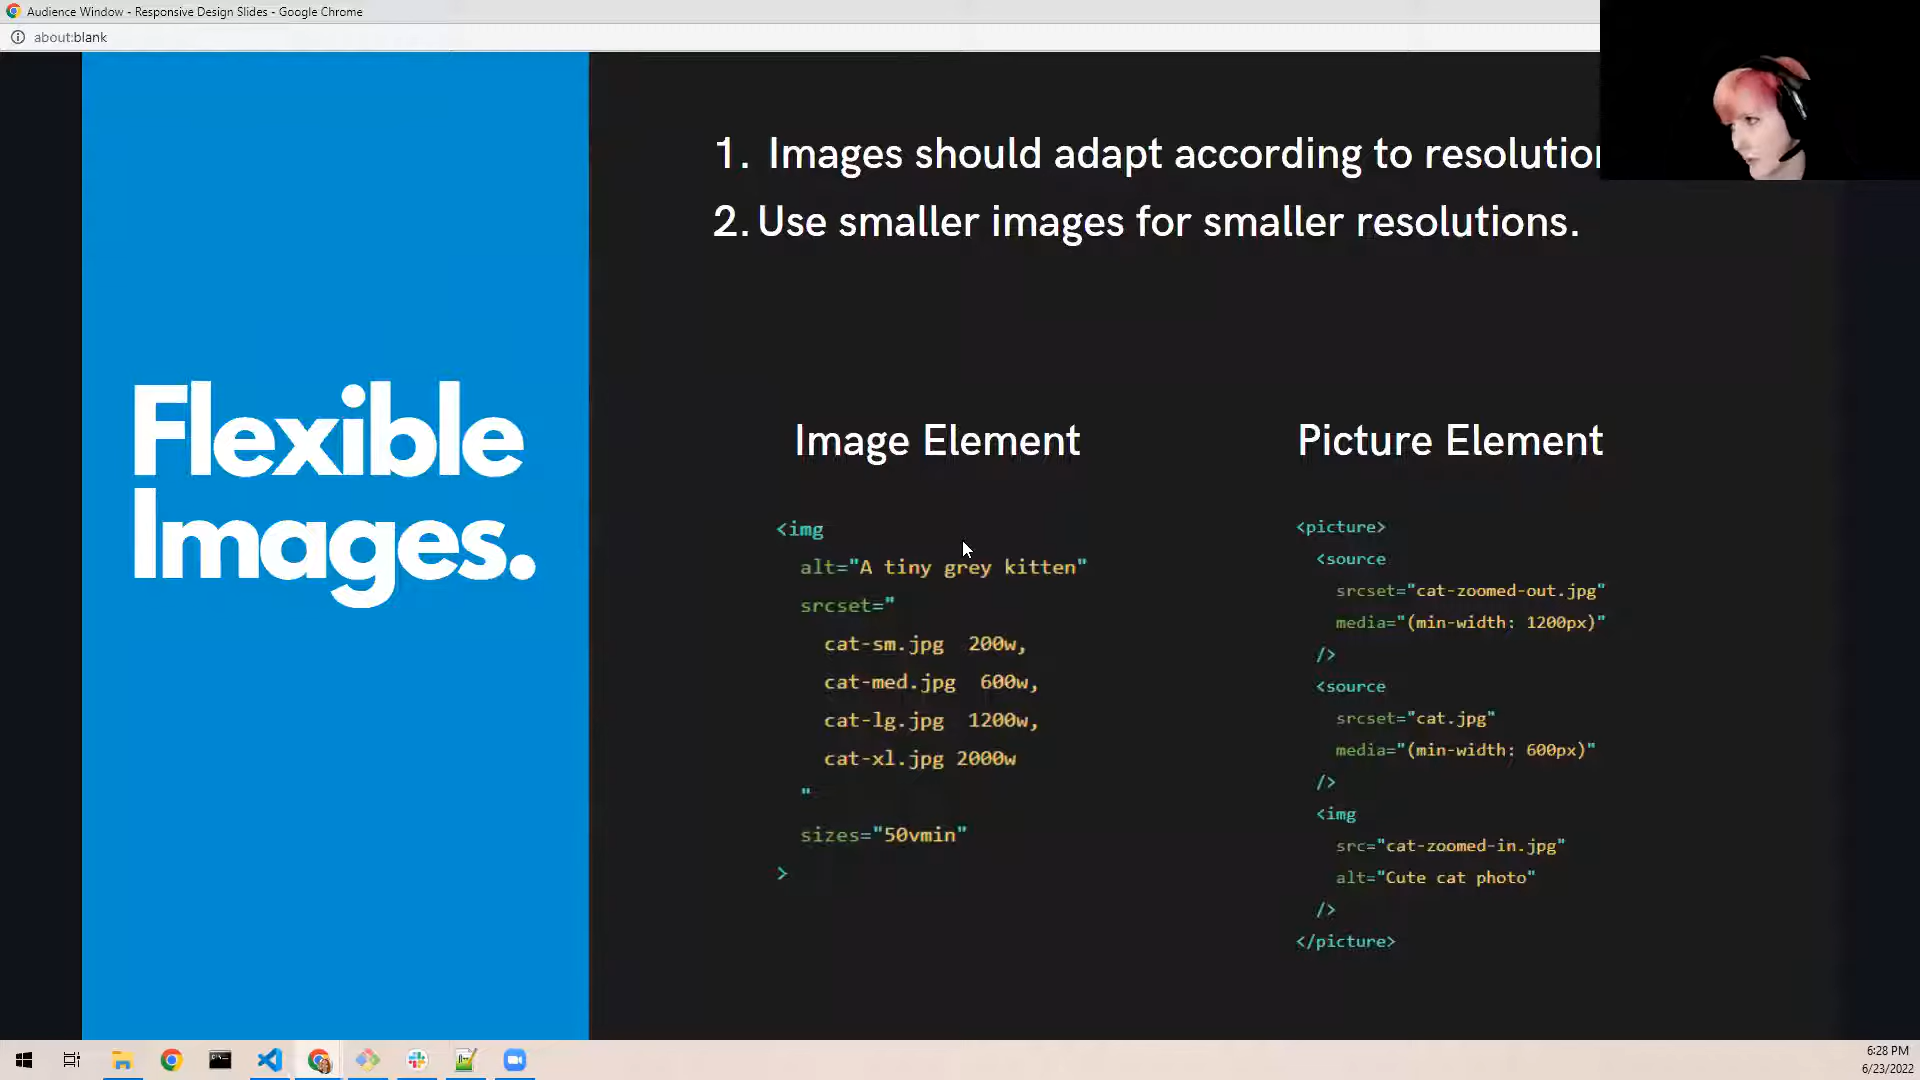 Audience Window - Responsive Design Slides - Google Chrome
about:blank
Flexible
Images.
1. Images should adapt according to
2. Use smaller images for smaller resolutions.
Image Element
<img
alt="A tiny grey kitten"
srcset="
cat-sm.jpg 200w,
cat-med.jpg 600w,
cat-lg.jpg 1200w,
cat-xl.jpg 2000w
"
sizes="50vmin"
>
Picture Element
<picture>
<source
srcset="cat-zoomed-out.jpg"
media="(min-width: 1200px)"
/>
<source
srcset="cat.jpg"
media="(min-width: 600px)"
/>
<img
src="cat-zoomed-in.jpg"
alt="Cute cat photo"
/>
</picture>
6:28 PM
6/23/2022